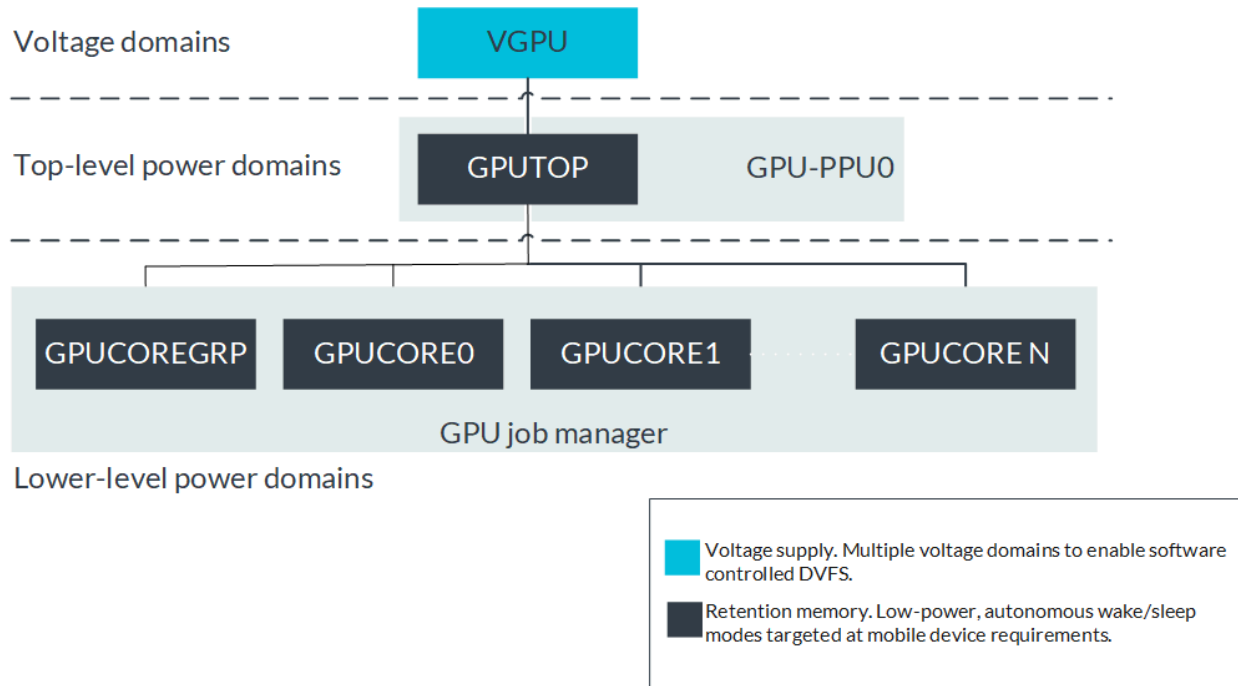 Voltage domains
VGPU
Top-level power domains
GPUTOP
GPU-PPU0
GPUCOREGRP
GPUCORE0
GPUCORE1
GPUCORE N
GPU job manager
Lower-level power domains
Voltage supply. Multiple voltage domains to enable software
controlled DVFS.
Retention memory. Low-power, autonomous wake/sleep
modes targeted at mobile device requirements.